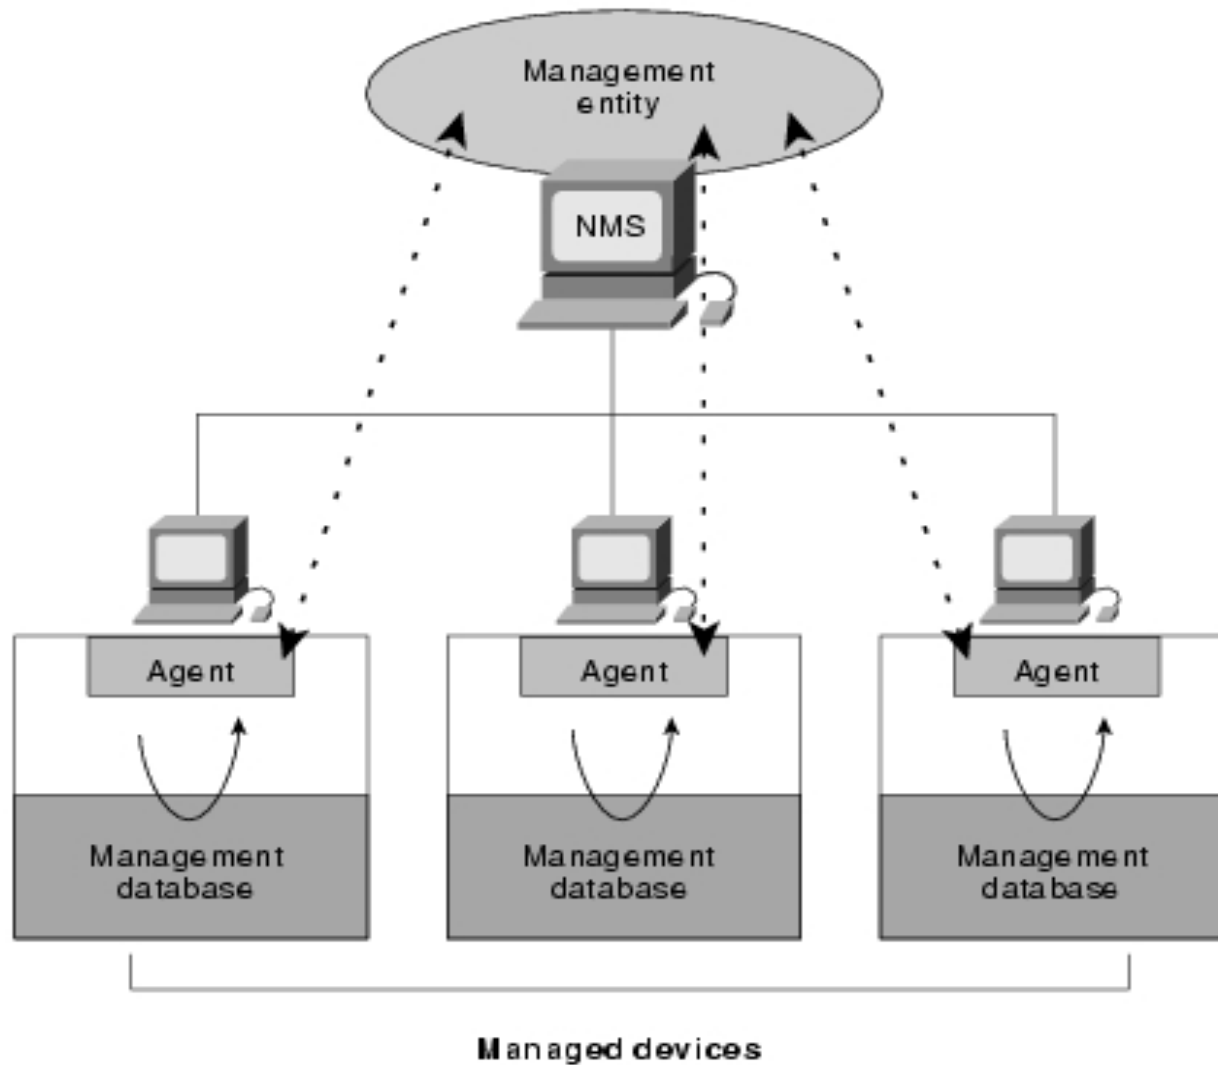 Management
entity
NMS
Agent
Agent
Agent
Management
database
Management
database
Management
database
Managed devices